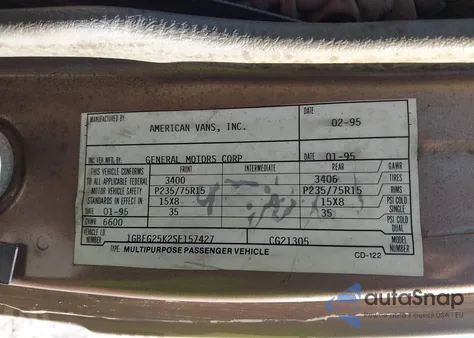 MANUFACTURED BY DATE
AMERICAN VANS, INC. 02-95
INC VEH MANUFACTURED BY DATE
GENERAL MOTORS CORP 01-95
THIS VEHICLE CONFORMS FRONT INTERMEDIATE REAR GAWR
TO ALL APPLICABLE FEDERAL 3400 3406 TIRES
MOTOR VEHICLE SAFETY P235/75R15 P235/75R15 RIMS
STANDARDS IN EFFECT IN 15X8 15X8 PSI COLD SINGLE
01-95 35 35 PSI COLD DUAL
GVWR 6600
VEHICLE I.D. 1GBEG25K2SF157427 CG21305 MODEL NUMBER
TYPE: MULTIPURPOSE PASSENGER VEHICLE CD-122
autoSnap